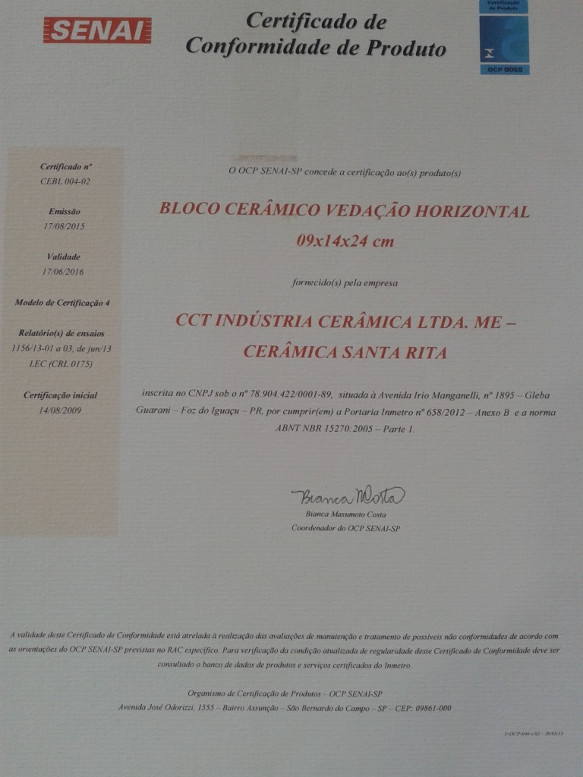 SENAI
Certificado de
Conformidade de Produto
Certificação
de Produto
OCP 0055
Certificado nº
CEBL 004-02
Emissão
17/08/2015
Validade
17/06/2016
Modelo de Certificação 4
Relatório(s) de ensaios
1156/13-01 a 03, de jun/13
LEC (CRL 0175)
Certificação inicial
14/08/2009
O OCP SENAI-SP concede a certificação ao(s) produto(s)
BLOCO CERÂMICO VEDAÇÃO HORIZONTAL
09x14x24 cm
fornecido(s) pela empresa
CCT INDÚSTRIA CERÂMICA LTDA. ME –
CERÂMICA SANTA RITA
inscrita no CNPJ sob o nº 78.904.422/0001-89, situada à Avenida Irio Manganelli, nº 1895 – Gleba
Guarani – Foz do Iguaçu – PR, por cumprir(em) a Portaria Inmetro nº 658/2012 – Anexo B e a norma
ABNT NBR 15270:2005 – Parte 1.
Bianca MCosta
Bianca Masumoto Costa
Coordenador do OCP SENAI-SP
A validade deste Certificado de Conformidade está atrelada à realização das avaliações de manutenção e tratamento de possíveis não conformidades de acordo com
as orientações do OCP SENAI-SP previstas no RAC específico. Para verificação da condição atualizada de regularidade deste Certificado de Conformidade deve ser
consultado o banco de dados de produtos e serviços certificados do Inmetro.
Organismo de Certificação de Produtos – OCP SENAI-SP
Avenida José Odorizzi, 1555 – Bairro Assunção – São Bernardo do Campo – SP – CEP: 09861-000